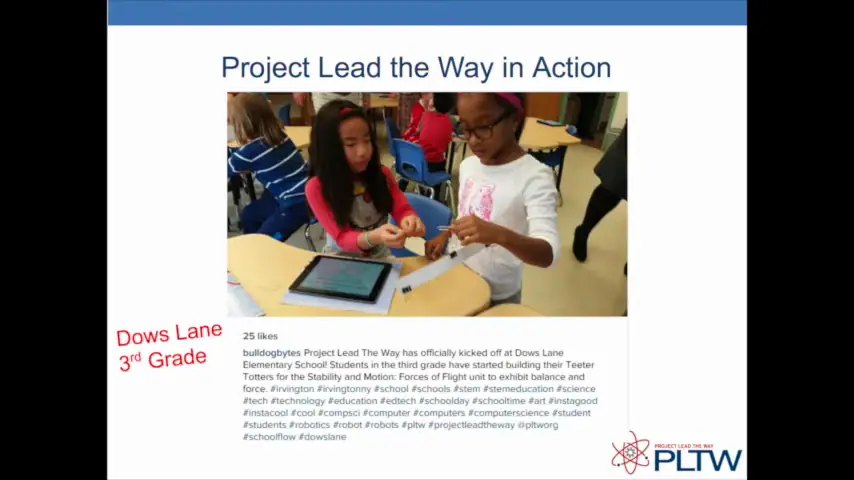 Project Lead the Way in Action
Dows Lane
3rd Grade
25 likes
bulldogbytes Project Lead The Way has officially kicked off at Dows Lane
Elementary School! Students in the third grade have started building their Teeter
Totters for the Stability and Motion: Forces of Flight unit to exhibit balance and
force. #irvington #irvingtonny #school #schools #stem #stemeducation #science
#tech #technology #education #edtech #schoolday #schooltime #art #instagood
#instacool #cool #compsci #computer #computers #computerscience #student
#students #robotics #robot #robots #pltw #projectleadtheway @pltworg
#schoolflow #dowslane
PROJECT LEAD THE WAY
PLTW